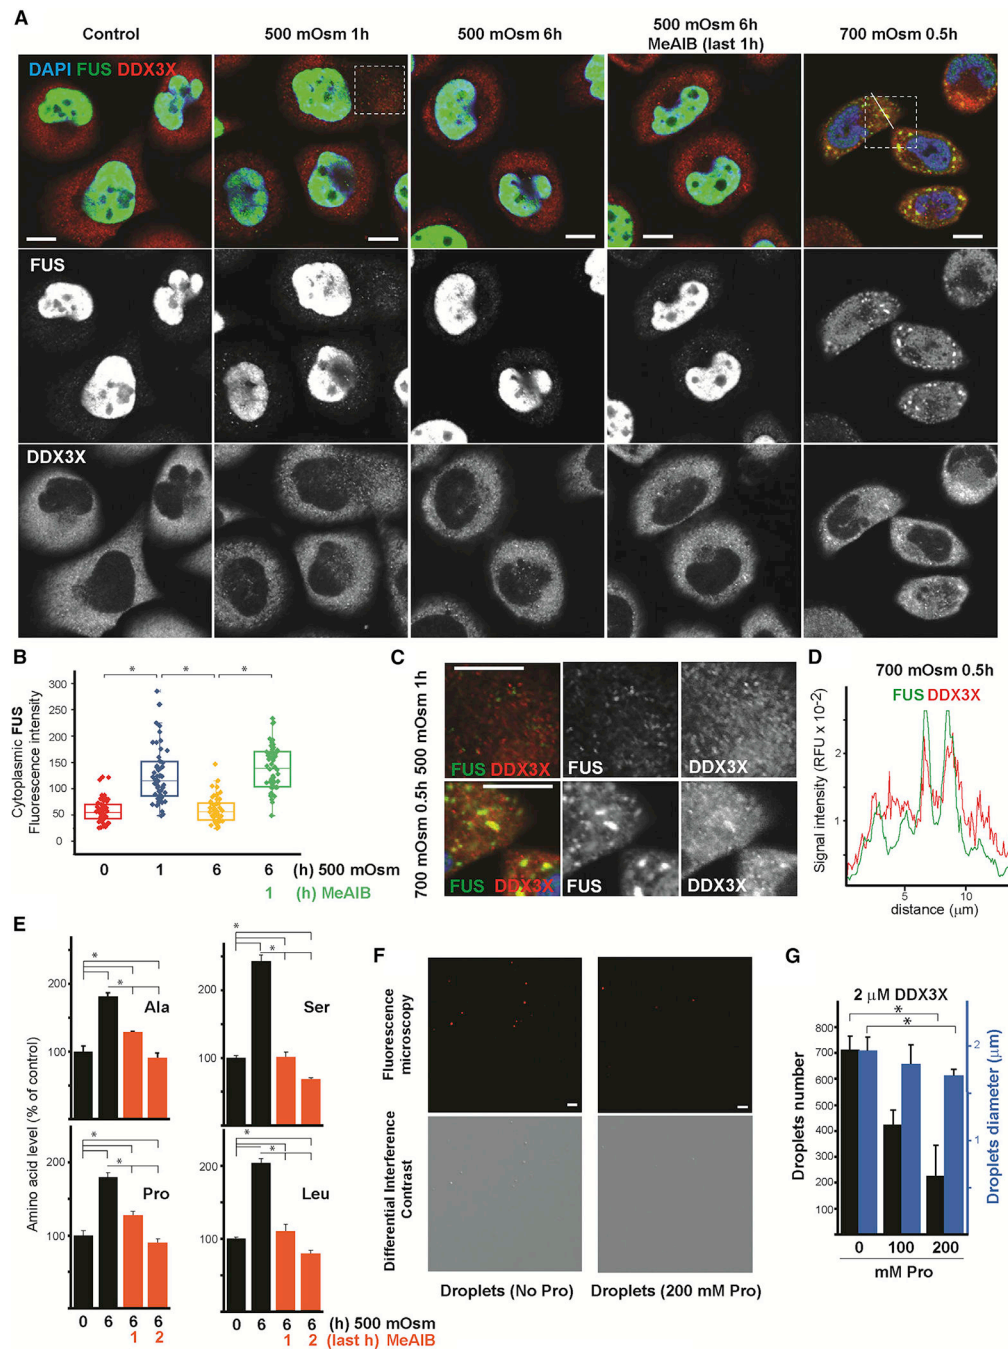 A
Control
500 mOsm 1h
500 mOsm 6h
500 mOsm 6h
MeAIB (last 1h)
700 mOsm 0.5h
DAPI FUS DDX3X
FUS
DDX3X
B
Cytoplasmic FUS
Fluorescence intensity
300
250
200
150
100
50
0
*
*
*
0 1 6 6 (h) 500 mOsm
1 (h) MeAIB
C
500 mOsm 1h
FUS DDX3X
FUS
DDX3X
700 mOsm 0.5h
FUS DDX3X
FUS
DDX3X
D
700 mOsm 0.5h
FUS DDX3X
Signal intensity (RFU x 10-2)
2
1
5 10
distance (µm)
E
Amino acid level (% of control)
200
100
*
*
Ala
200
100
*
*
Ser
200
100
*
*
Pro
200
100
*
*
Leu
0 6 6 6
1 2
0 6 6 6 (h) 500 mOsm
1 2 (last h) MeAIB
F
Fluorescence
microscopy
Differential Interference
Contrast
Droplets (No Pro)
Droplets (200 mM Pro)
G
2 µM DDX3X
*
*
Droplets number
800
700
600
500
400
300
200
100
2
1
Droplets diameter (µm)
0 100 200
mM Pro